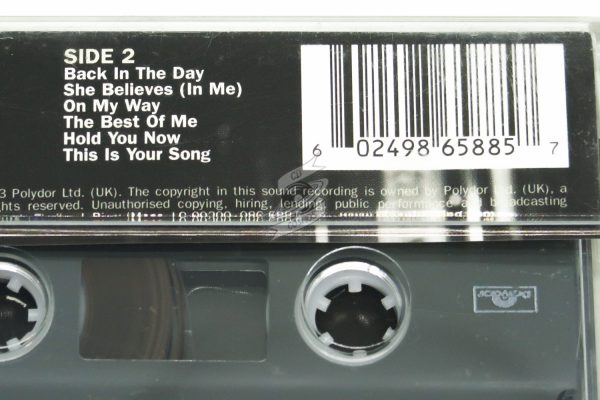 SIDE 2
Back In The Day
She Believes (In Me)
On My Way
The Best Of Me
Hold You Now
This Is Your Song
6 02498 65885 7
3 Polydor Ltd. (UK). The copyright in this sound recording is owned by Polydor Ltd. (UK), a
ghts reserved. Unauthorised copying, hiring, lending, public performance and broadcasting
Polydor